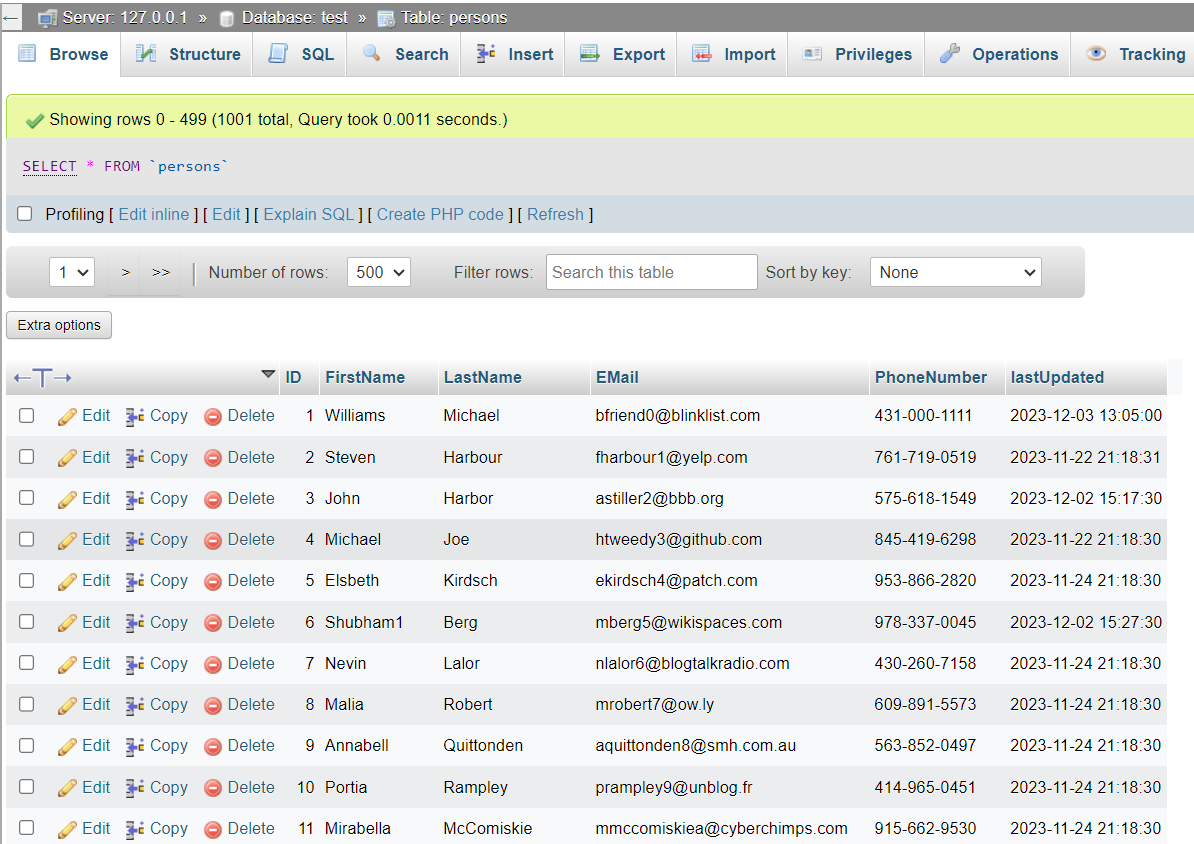 ← Server: 127.0.0.1 » Database: test » Table: persons
Browse Structure SQL Search Insert Export Import Privileges Operations Tracking
Showing rows 0 - 499 (1001 total, Query took 0.0011 seconds.)
SELECT * FROM `persons`
Profiling [ Edit inline ] [ Edit ] [ Explain SQL ] [ Create PHP code ] [ Refresh ]
1 > >> | Number of rows: 500 Filter rows: Search this table Sort by key: None
Extra options
←T→ ID FirstName LastName EMail PhoneNumber lastUpdated
Edit Copy Delete 1 Williams Michael bfriend0@blinklist.com 431-000-1111 2023-12-03 13:05:00
Edit Copy Delete 2 Steven Harbour fharbour1@yelp.com 761-719-0519 2023-11-22 21:18:31
Edit Copy Delete 3 John Harbor astiller2@bbb.org 575-618-1549 2023-12-02 15:17:30
Edit Copy Delete 4 Michael Joe htweedy3@github.com 845-419-6298 2023-11-22 21:18:30
Edit Copy Delete 5 Elsbeth Kirdsch ekirdsch4@patch.com 953-866-2820 2023-11-24 21:18:30
Edit Copy Delete 6 Shubham1 Berg mberg5@wikispaces.com 978-337-0045 2023-12-02 15:27:30
Edit Copy Delete 7 Nevin Lalor nlalor6@blogtalkradio.com 430-260-7158 2023-11-24 21:18:30
Edit Copy Delete 8 Malia Robert mrobert7@ow.ly 609-891-5573 2023-11-24 21:18:30
Edit Copy Delete 9 Annabell Quittonden aquittonden8@smh.com.au 563-852-0497 2023-11-24 21:18:30
Edit Copy Delete 10 Portia Rampley prampley9@unblog.fr 414-965-0451 2023-11-24 21:18:30
Edit Copy Delete 11 Mirabella McComiskie mmccomiskiea@cyberchimps.com 915-662-9530 2023-11-24 21:18:30